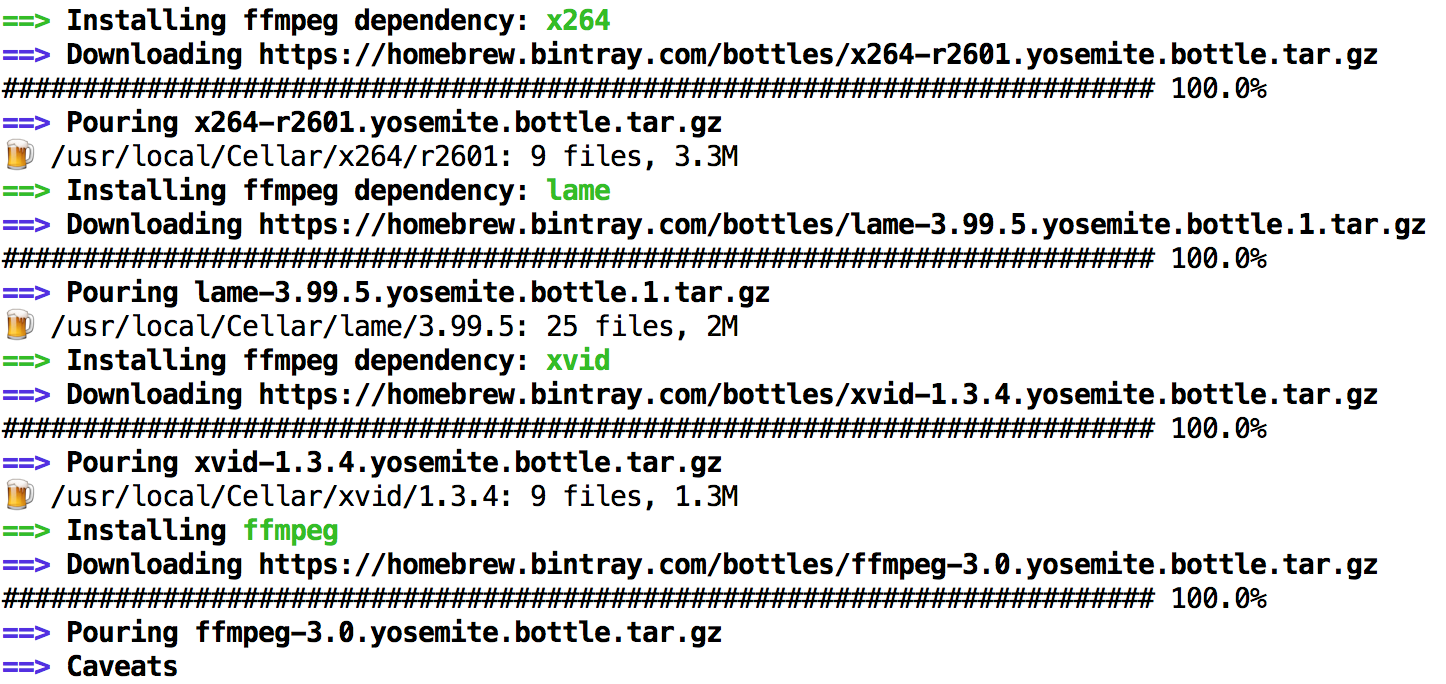 ==> Installing ffmpeg dependency: x264
==> Downloading https://homebrew.bintray.com/bottles/x264-r2601.yosemite.bottle.tar.gz
######################################################################## 100.0%
==> Pouring x264-r2601.yosemite.bottle.tar.gz
🍺 /usr/local/Cellar/x264/r2601: 9 files, 3.3M
==> Installing ffmpeg dependency: lame
==> Downloading https://homebrew.bintray.com/bottles/lame-3.99.5.yosemite.bottle.1.tar.gz
######################################################################## 100.0%
==> Pouring lame-3.99.5.yosemite.bottle.1.tar.gz
🍺 /usr/local/Cellar/lame/3.99.5: 25 files, 2M
==> Installing ffmpeg dependency: xvid
==> Downloading https://homebrew.bintray.com/bottles/xvid-1.3.4.yosemite.bottle.tar.gz
######################################################################## 100.0%
==> Pouring xvid-1.3.4.yosemite.bottle.tar.gz
🍺 /usr/local/Cellar/xvid/1.3.4: 9 files, 1.3M
==> Installing ffmpeg
==> Downloading https://homebrew.bintray.com/bottles/ffmpeg-3.0.yosemite.bottle.tar.gz
######################################################################## 100.0%
==> Pouring ffmpeg-3.0.yosemite.bottle.tar.gz
==> Caveats